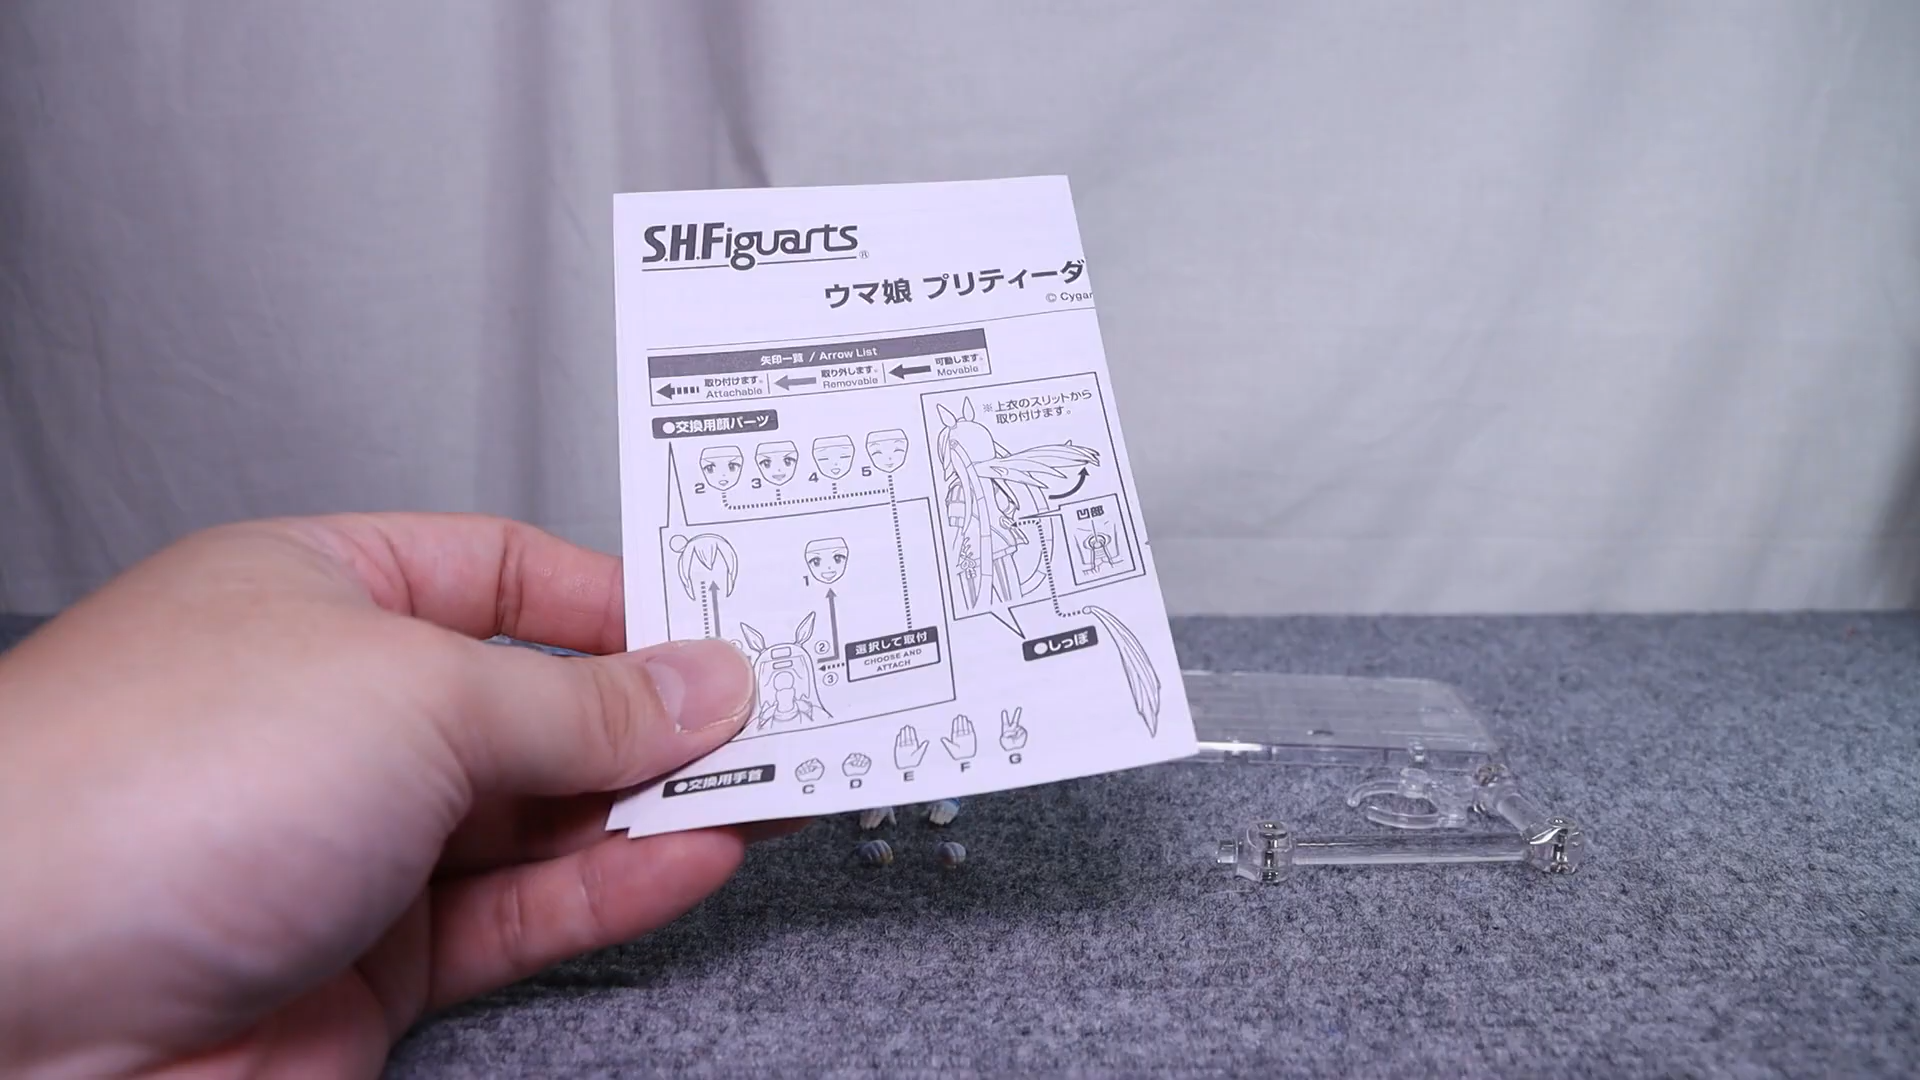 S.H.Figuarts®
ウマ娘 プリティーダ
© Cygam
矢印一覧 / Arrow List
取り付けます。
Attachable
取り外します。
Removable
可動します。
Movable
●交換用顔パーツ
2
3
4
5
1
②
③
選択して取付
CHOOSE AND
ATTACH
※上衣のスリットから
取り付けます。
凹部
●しっぽ
●交換用手首
C
D
E
F
G